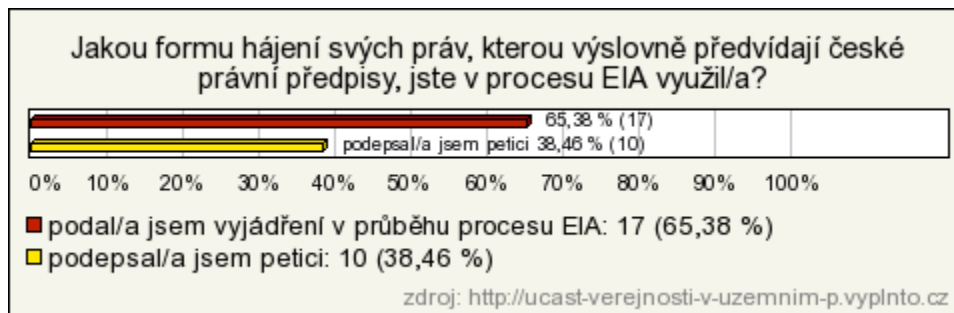 Jakou formu hájení svých práv, kterou výslovně předvídají české
právní předpisy, jste v procesu EIA využil/a?
65,38 % (17)
podepsal/a jsem petici 38,46 % (10)
0% 10% 20% 30% 40% 50% 60% 70% 80% 90% 100%
podal/a jsem vyjádření v průběhu procesu EIA: 17 (65,38 %)
podepsal/a jsem petici: 10 (38,46 %)
zdroj: http://ucast-verejnosti-v-uzemnim-p.vyplnto.cz